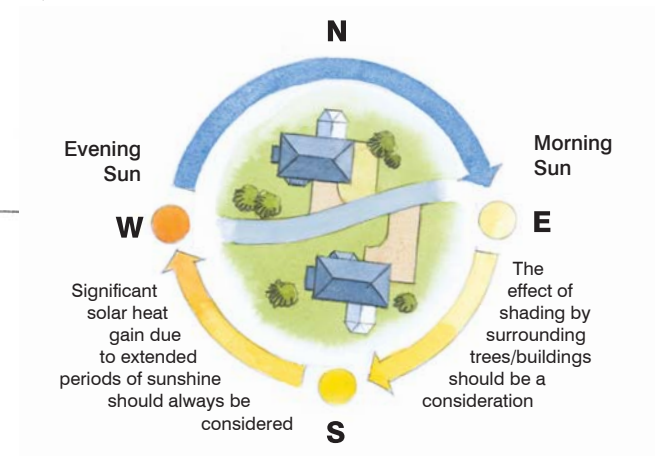 N
Evening
Sun
Morning
Sun
W
E
Significant
solar heat
gain due
to extended
periods of sunshine
should always be
considered
The
effect of
shading by
surrounding
trees/buildings
should be a
consideration
S